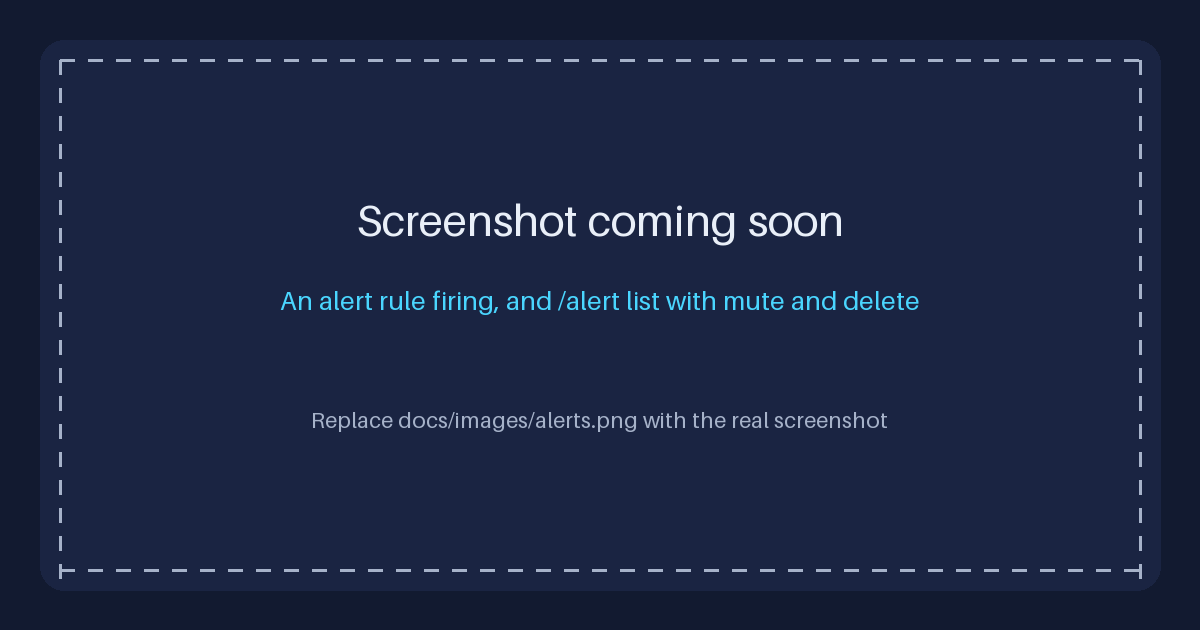 Screenshot coming soon
An alert rule firing, and /alert list with mute and delete
Replace docs/images/alerts.png with the real screenshot